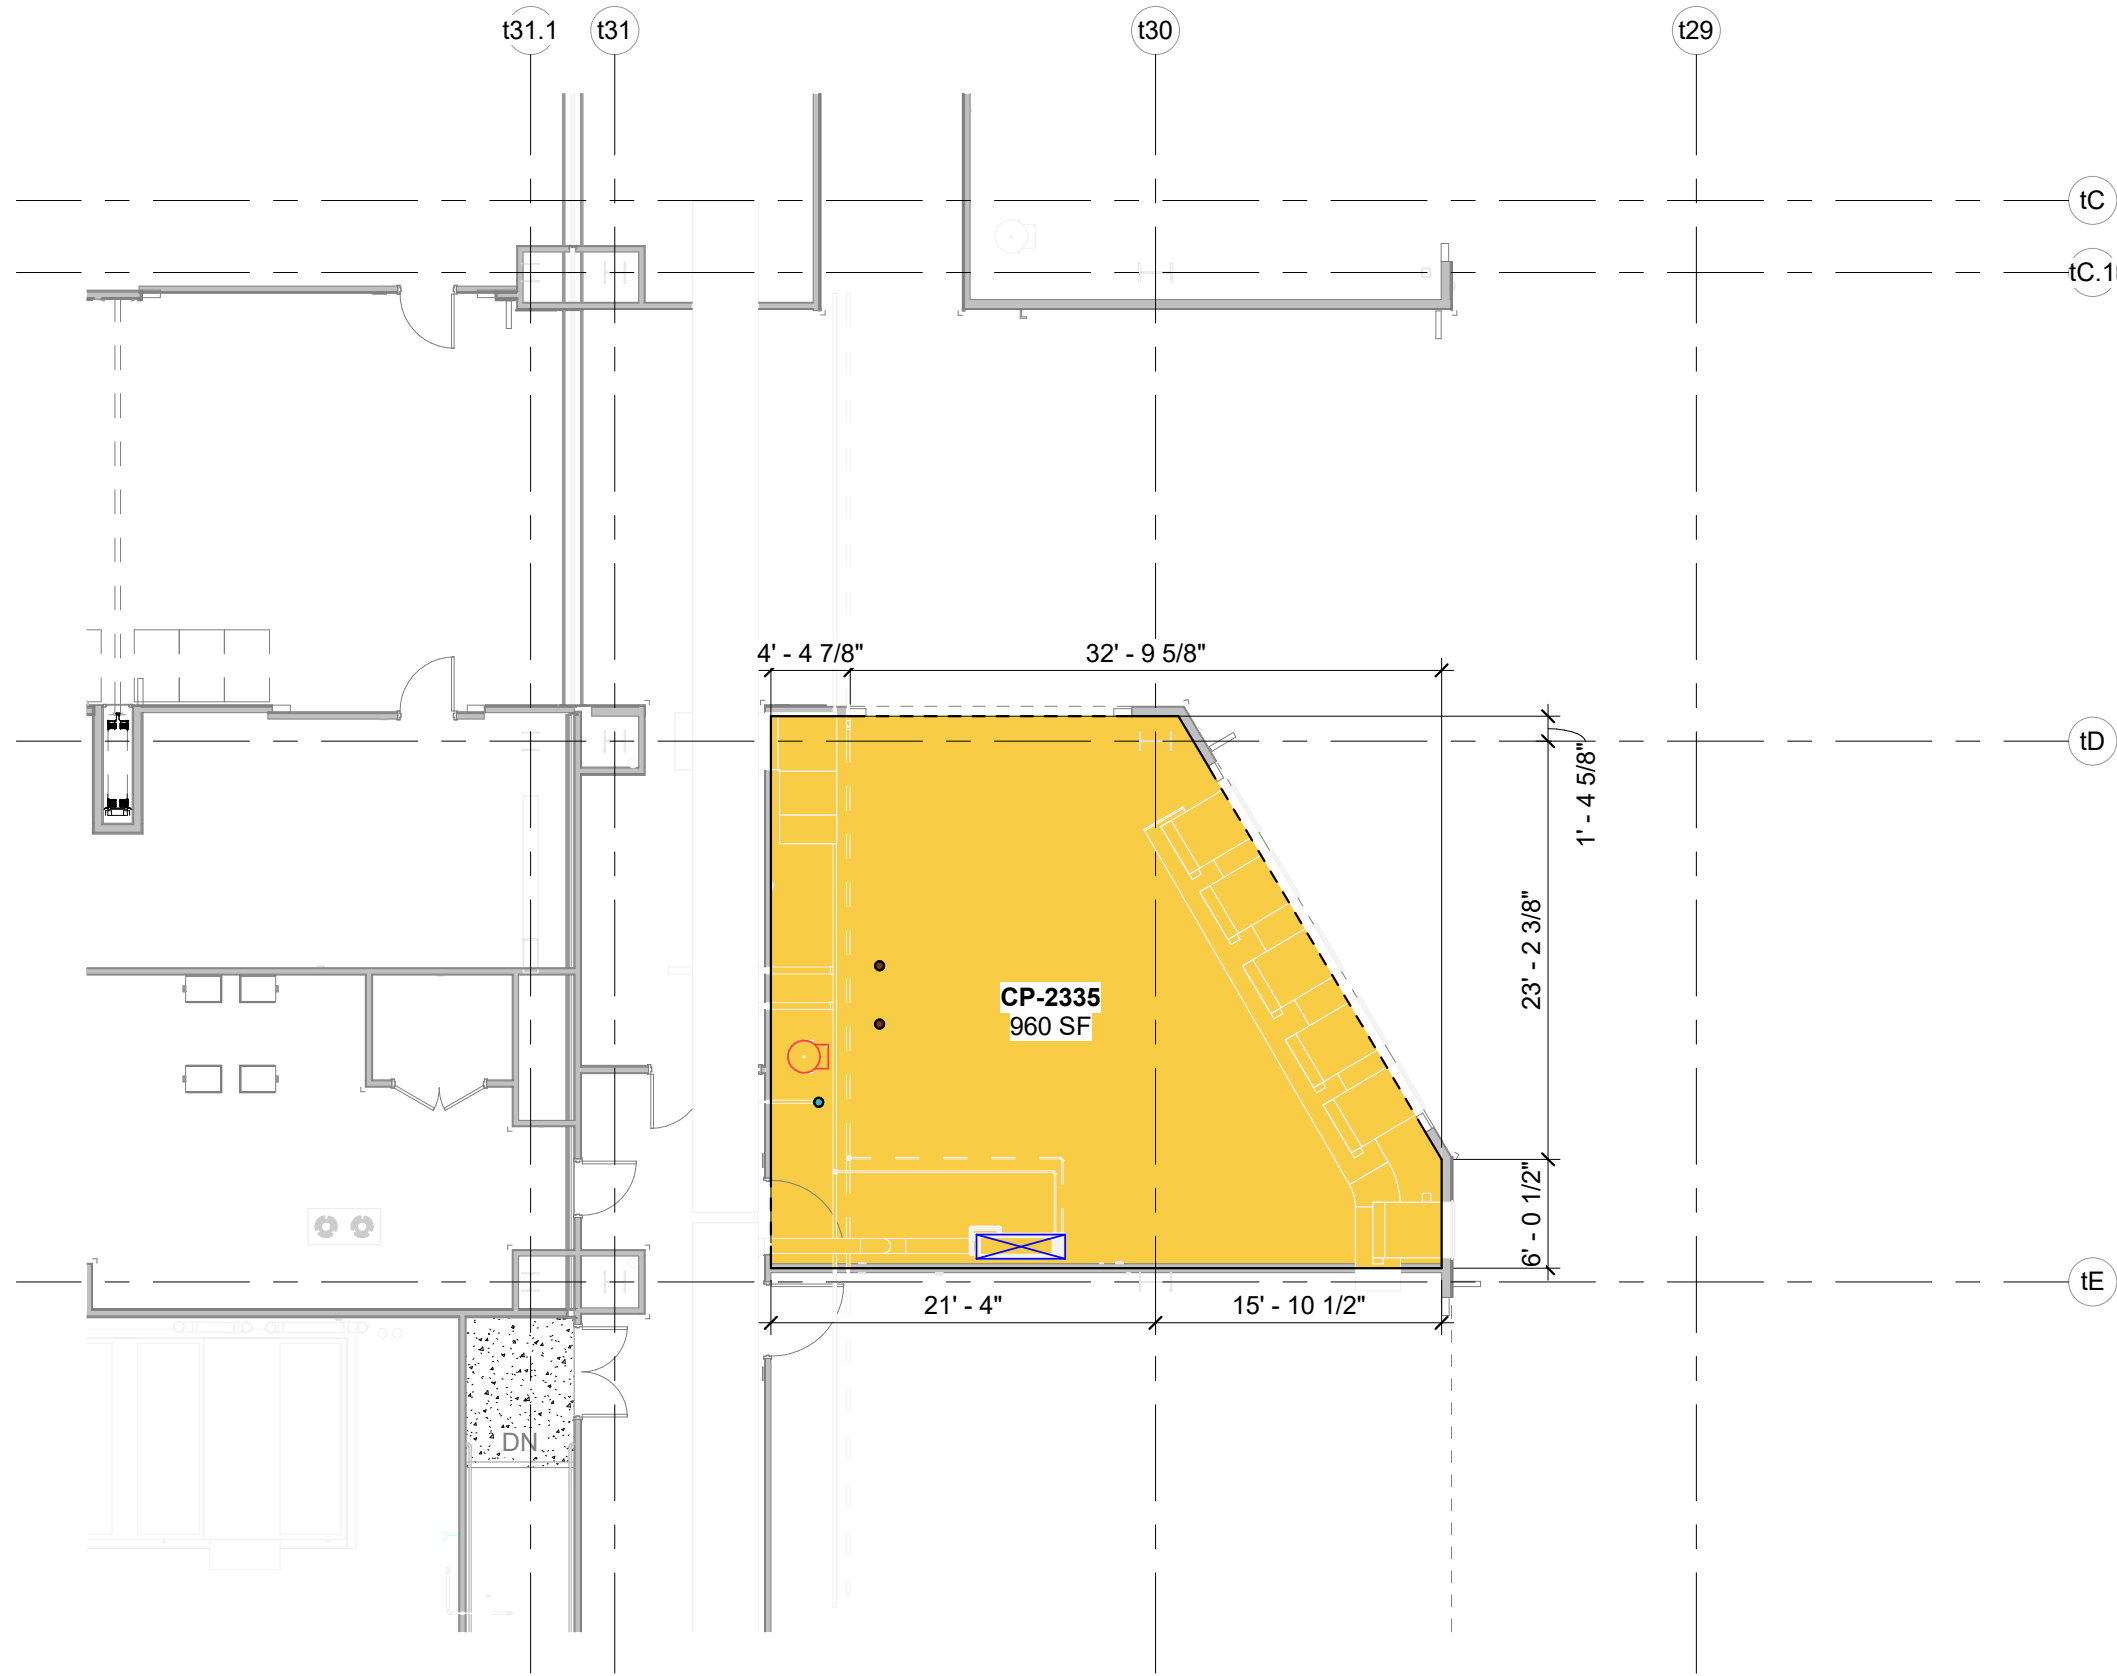 t31.1
t31
t30
t29
tC
tC.1
4' - 4 7/8"
32' - 9 5/8"
tD
1' - 4 5/8"
23' - 2 3/8"
CP-2335
960 SF
6' - 0 1/2"
tE
21' - 4"
15' - 10 1/2"
DN